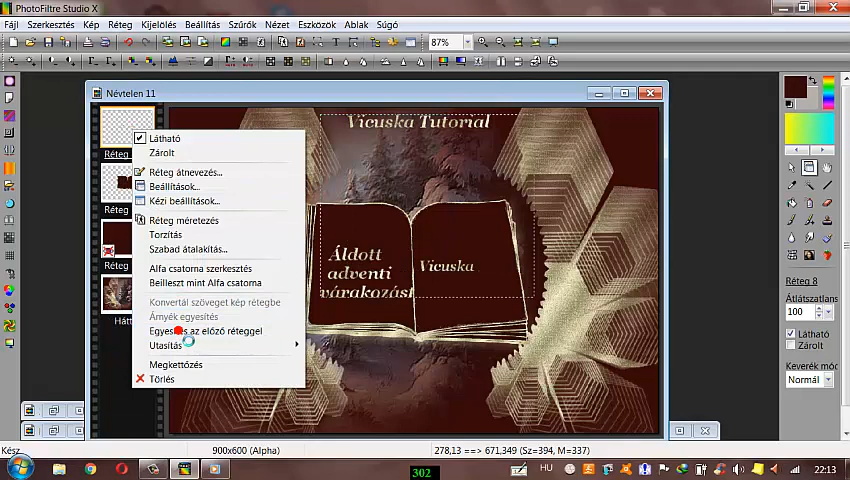 PhotoFiltre Studio X
Fájl Szerkesztés Kép Réteg Kijelölés Beállítás Szűrők Nézet Eszközök Ablak Súgó
87%
Névtelen 11
Vicuska Tutorial
Réteg
Réteg
Réteg
Hátt
Látható
Zárolt
Réteg átnevezés...
Beállítások...
Kézi beállítások...
Réteg méretezés
Torzítás
Szabad átalakítás...
Alfa csatorna szerkesztés
Beilleszt mint Alfa csatorna
Konvertál szöveget kép rétegbe
Árnyék egyesítés
Egyesítés az előző réteggel
Utasítás
Megkettőzés
Törlés
Áldott
adventi
várakozást
Vicuska
Réteg 8
Átlátszatlans
100
Látható
Zárolt
Keverék mód
Normál
Kész
900x600 (Alpha)
278,13 ==> 671,349 (Sz=394, M=337)
302
HU
22:13